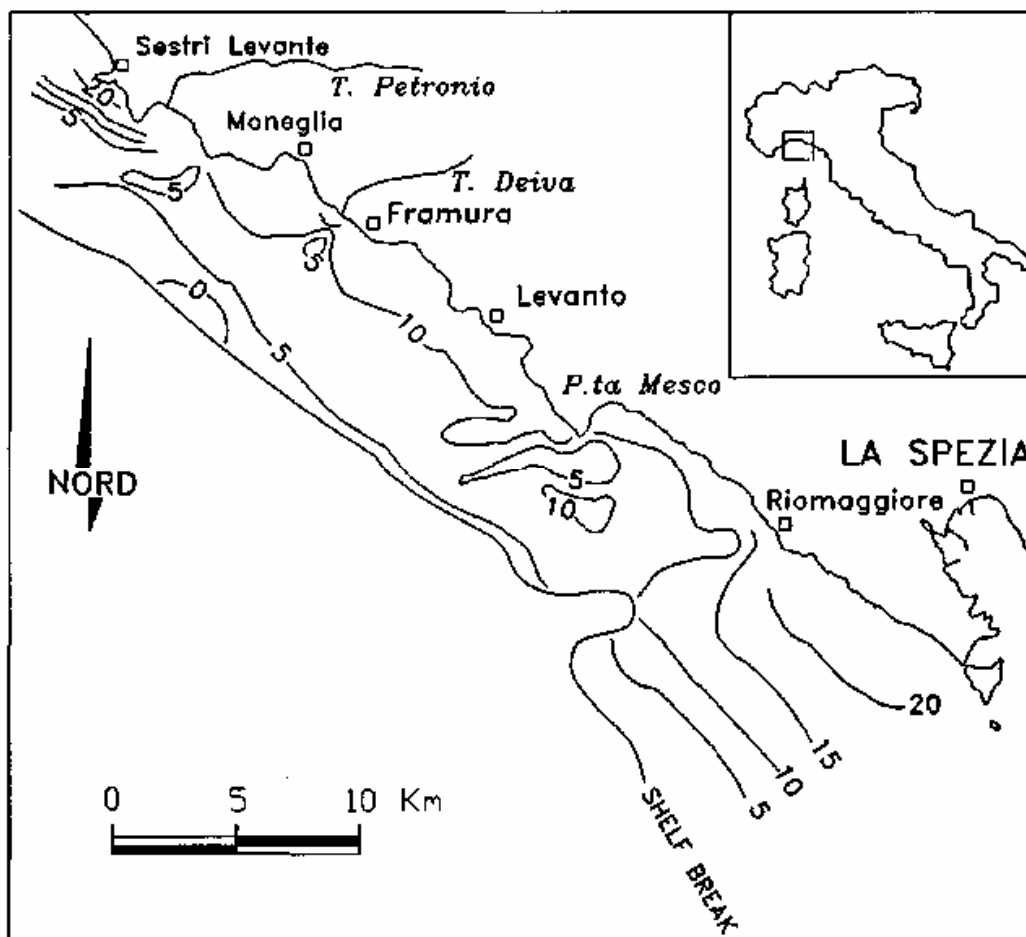 Sestri Levante
20
T. Petronio
5
Moneglia
5
T. Deiva
Framura
5
0
Levanto
10
5
P.ta Mesco
LA SPEZIA
NORD
5
Riomaggiore
10
20
15
10
5
0 5 10 Km
SHELF BREAK